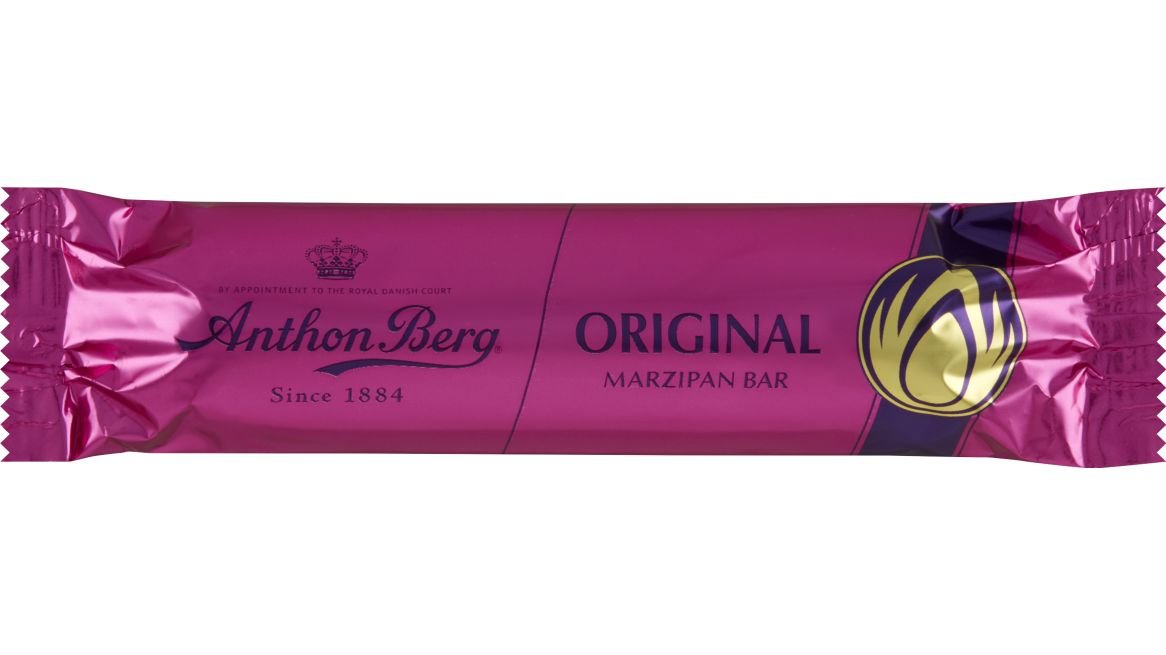 BY APPOINTMENT TO THE ROYAL DANISH COURT
Anthon Berg®
Since 1884
ORIGINAL
MARZIPAN BAR